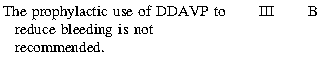 The prophylactic use of DDAVP to III B
reduce bleeding is not
recommended.